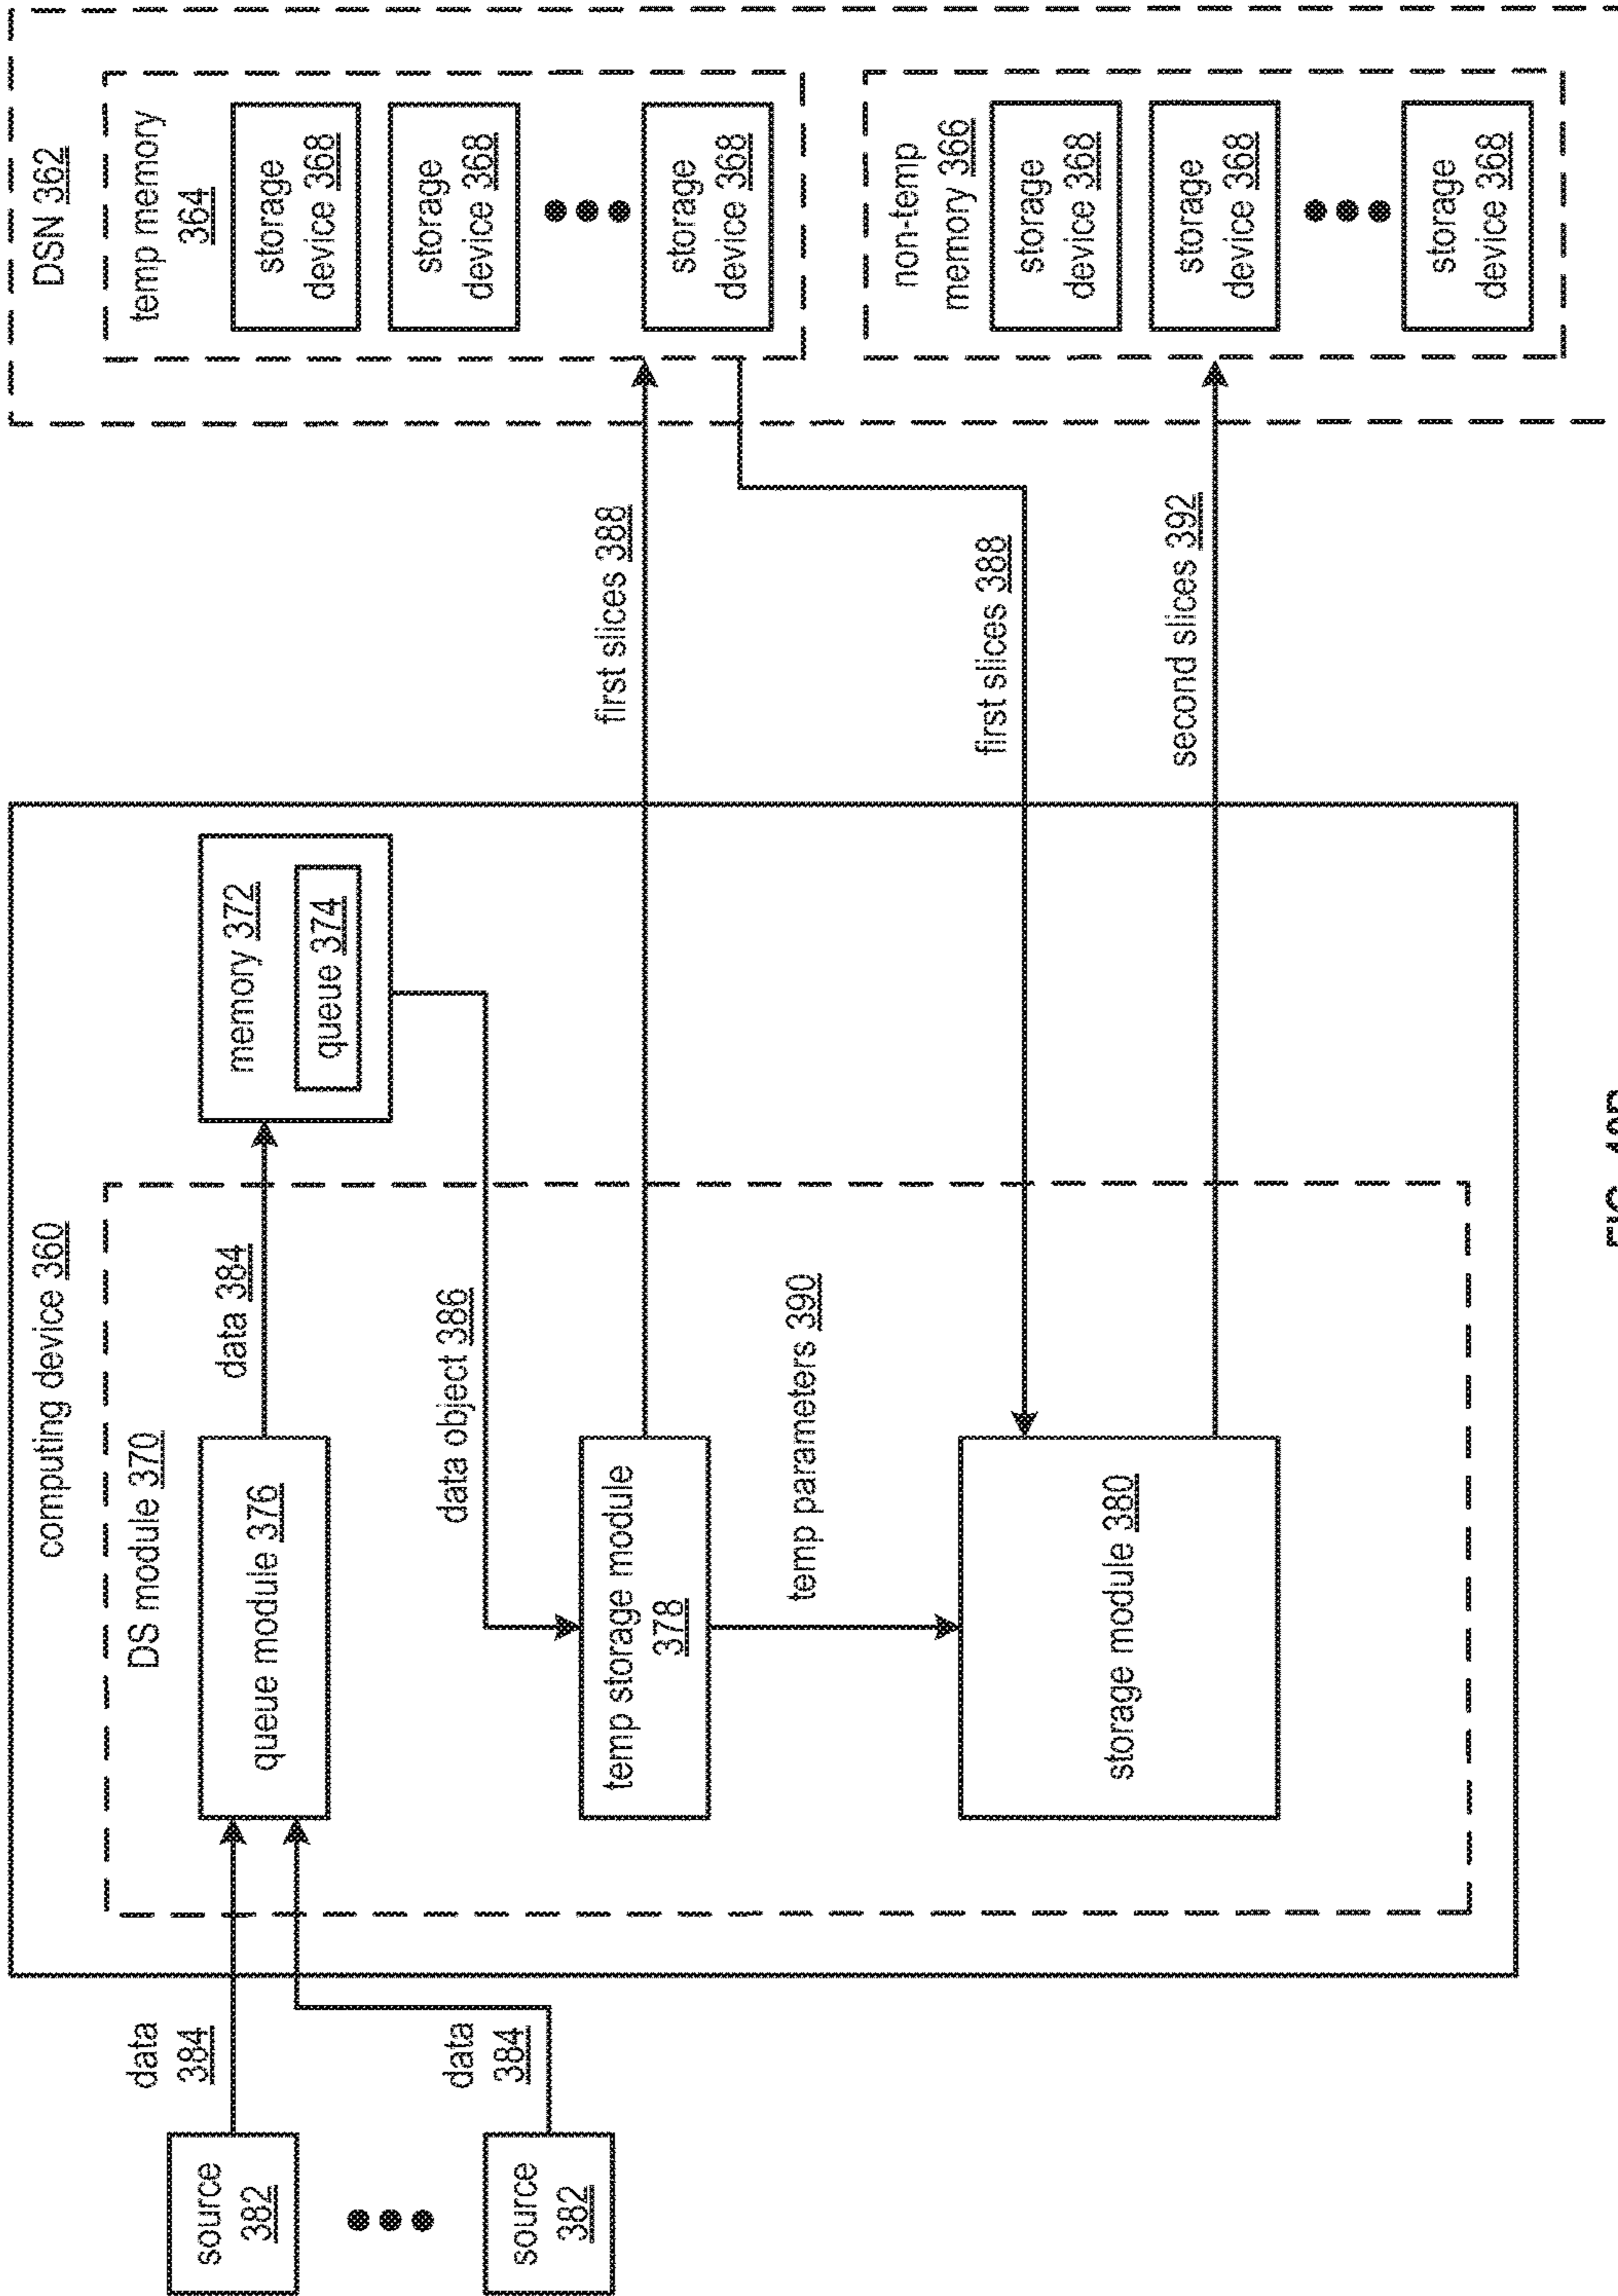 computing device 360
DSN 362
DS module 370
temp memory
364
data
384
source
382
queue module 376
data 384
memory 372
queue 374
storage
device 368
storage
device 368
storage
device 368
data
384
source
382
data object 386
temp storage module
378
first slices 388
temp parameters 390
non-temp
memory 366
storage
device 368
storage
device 368
storage
device 368
storage module 380
first slices 388
second slices 392